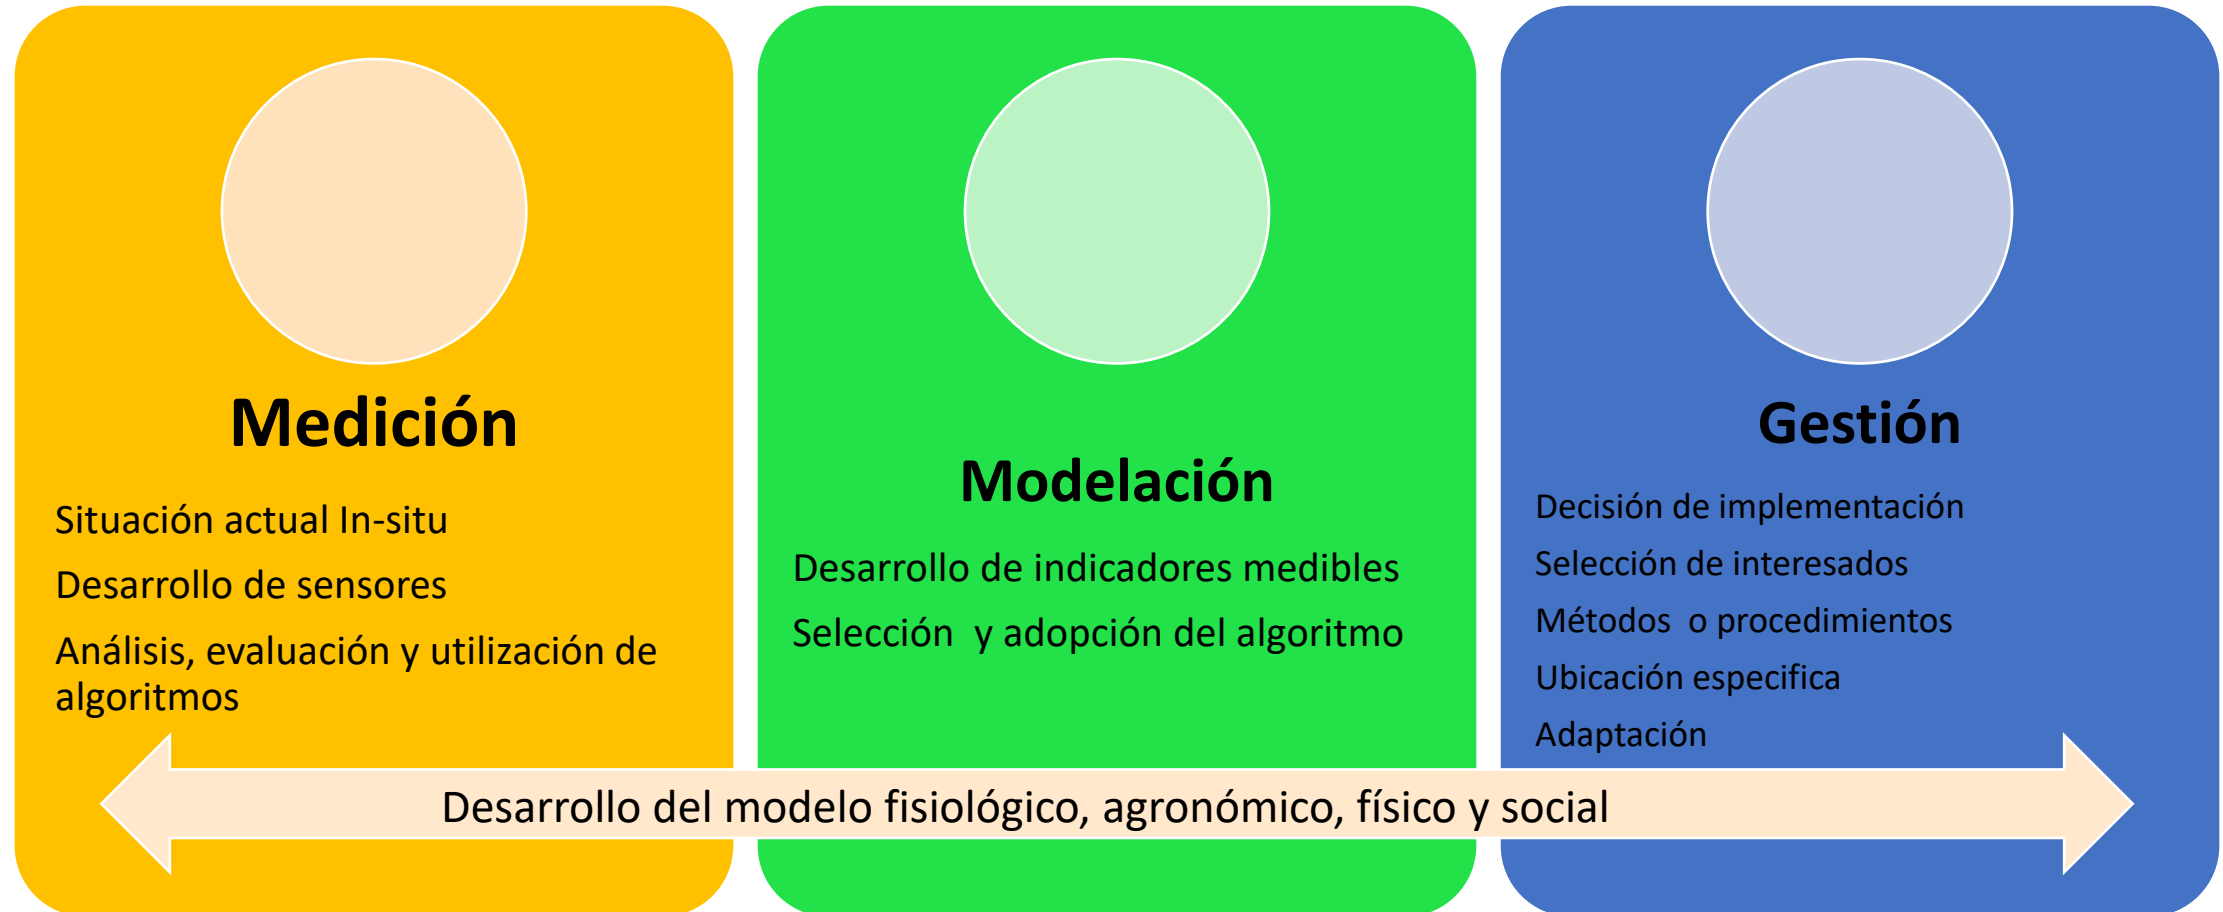 Medición
Situación actual In-situ
Desarrollo de sensores
Análisis, evaluación y utilización de
algoritmos
Modelación
Desarrollo de indicadores medibles
Selección  y adopción del algoritmo
Gestión
Decisión de implementación
Selección de interesados
Métodos  o procedimientos
Ubicación especifica
Adaptación
Desarrollo del modelo fisiológico, agronómico, físico y social